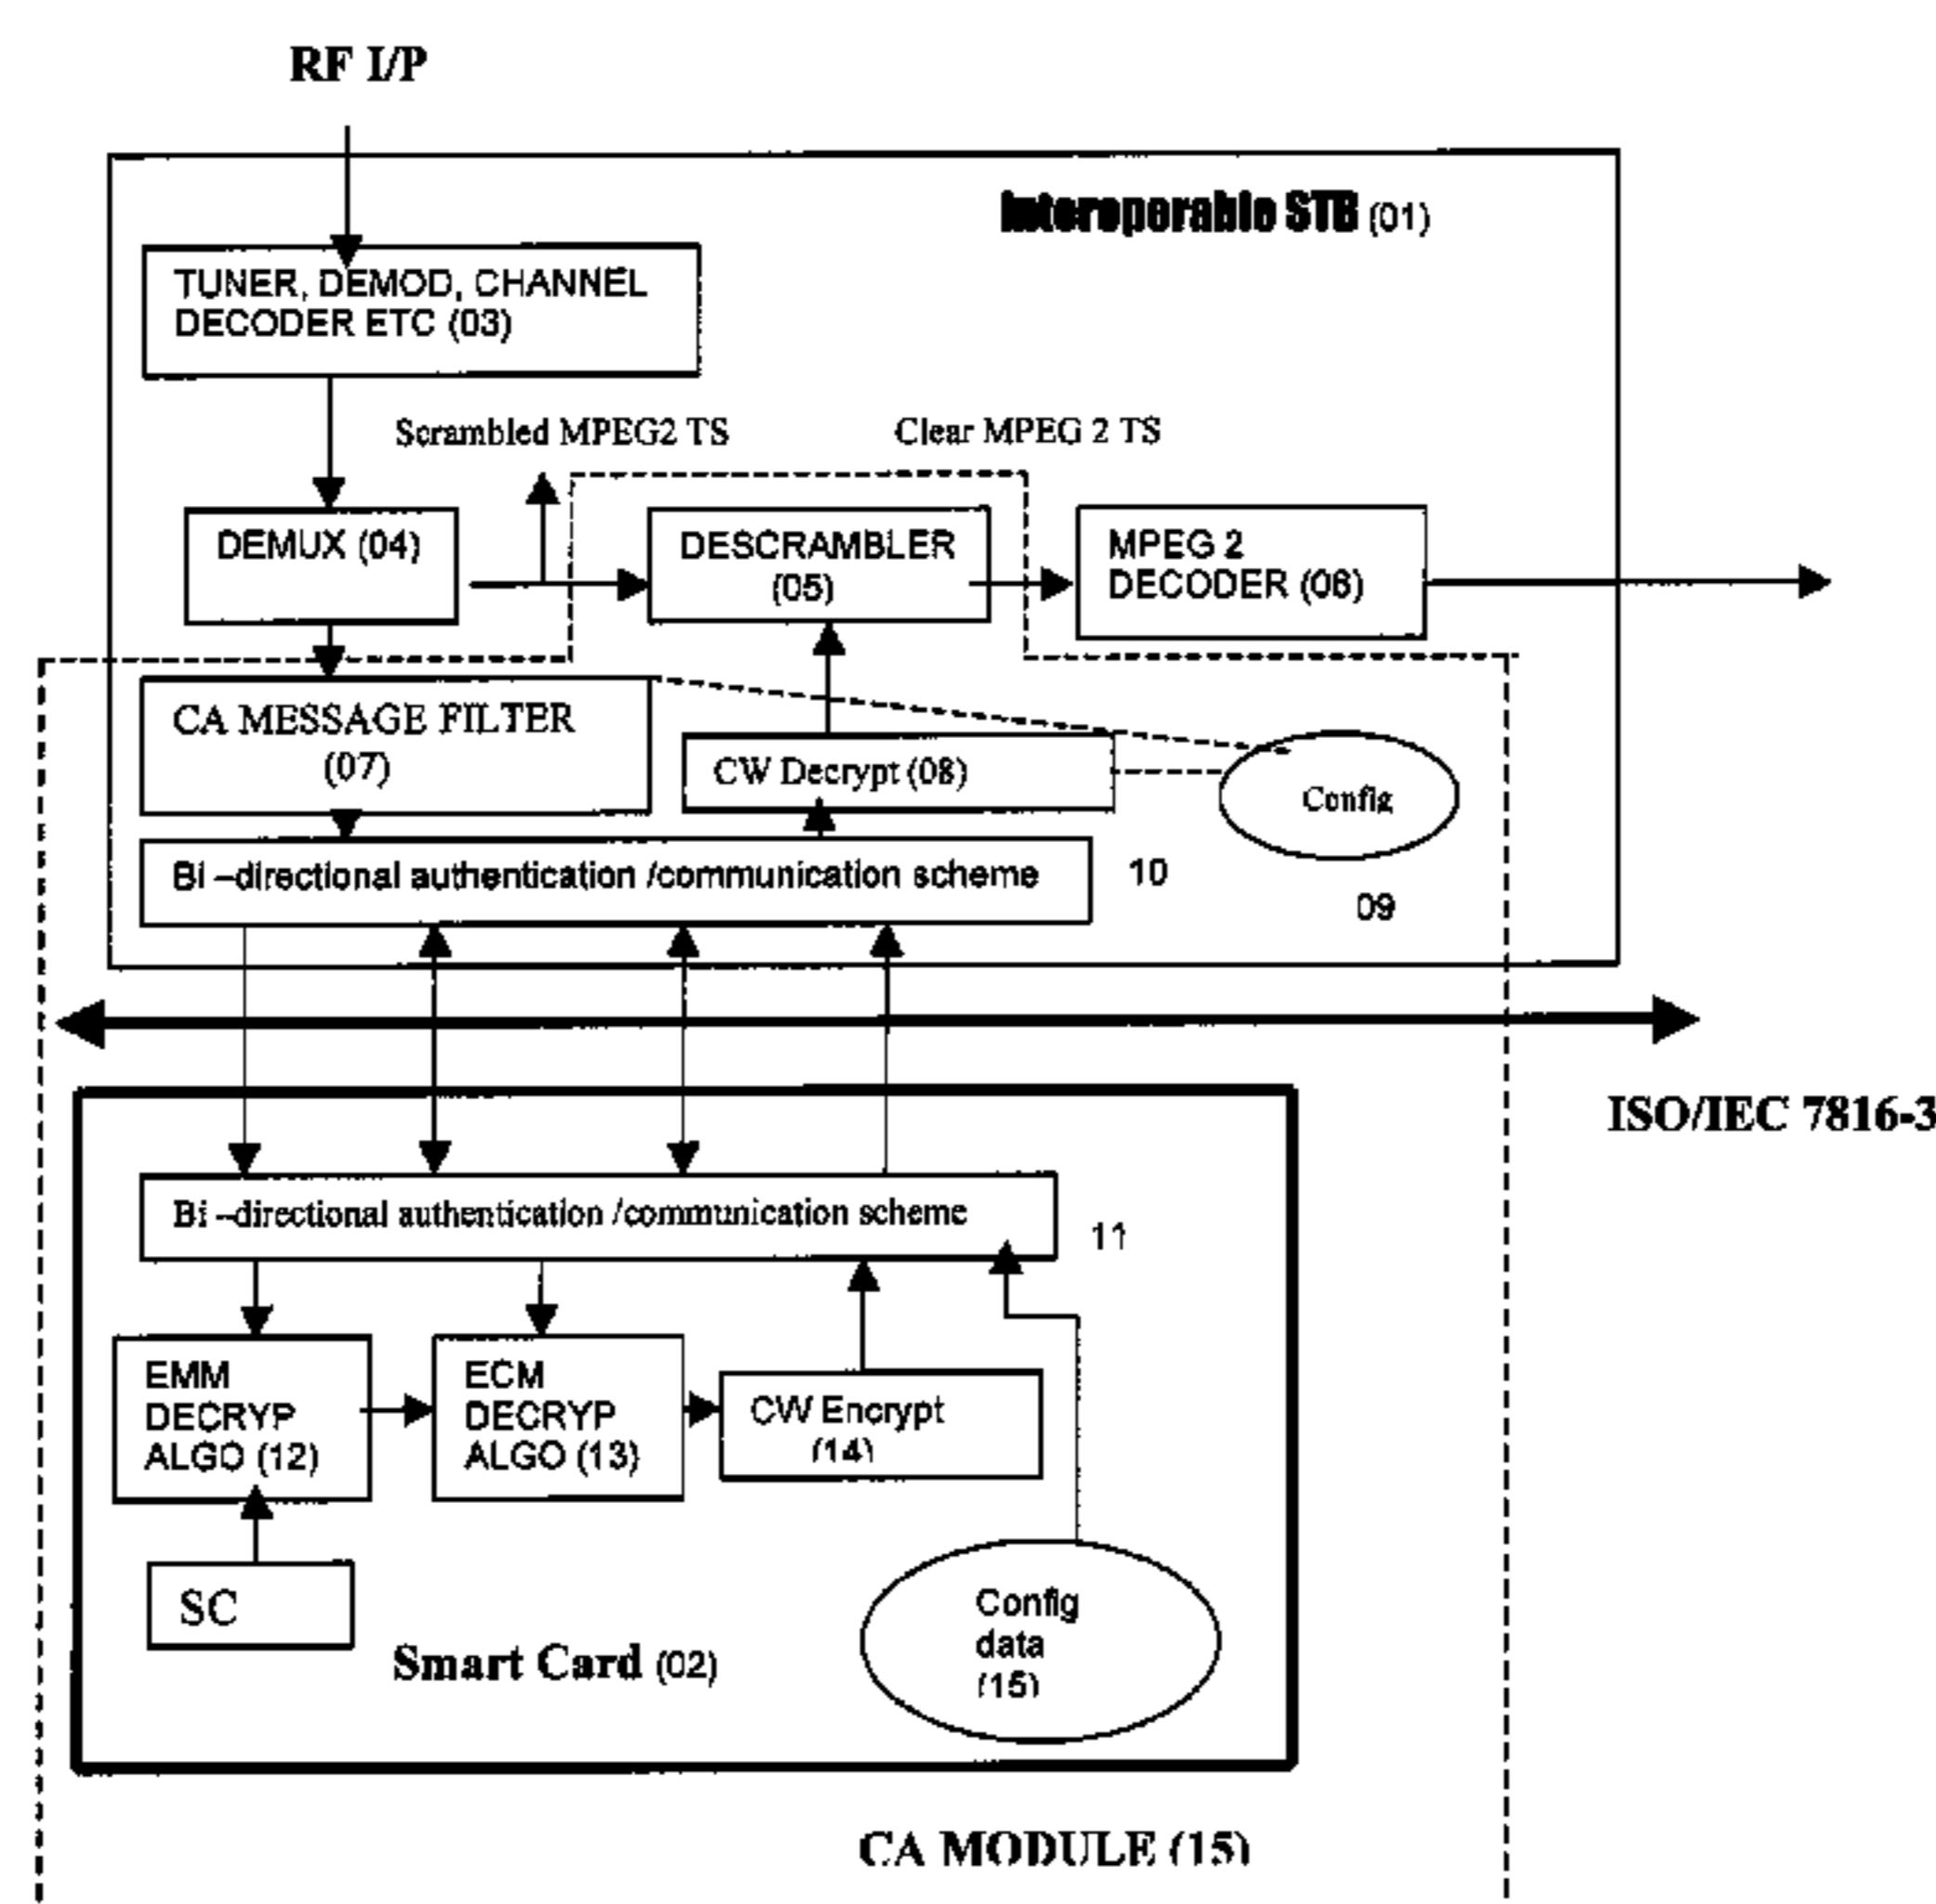 RF I/P
Interoperable STB (01)
TUNER, DEMOD, CHANNEL
DECODER ETC (03)
Scrambled MPEG2 TS
Clear MPEG 2 TS
DEMUX (04)
DESCRAMBLER
(05)
MPEG 2
DECODER (06)
CA MESSAGE FILTER
(07)
CW Decrypt (08)
Config
Bi –directional authentication /communication scheme
10
09
ISO/IEC 7816-3
Bi –directional authentication /communication scheme
11
EMM
DECRYP
ALGO (12)
ECM
DECRYP
ALGO (13)
CW Encrypt
(14)
SC
Smart Card (02)
Config
data
(15)
CA MODULE (15)